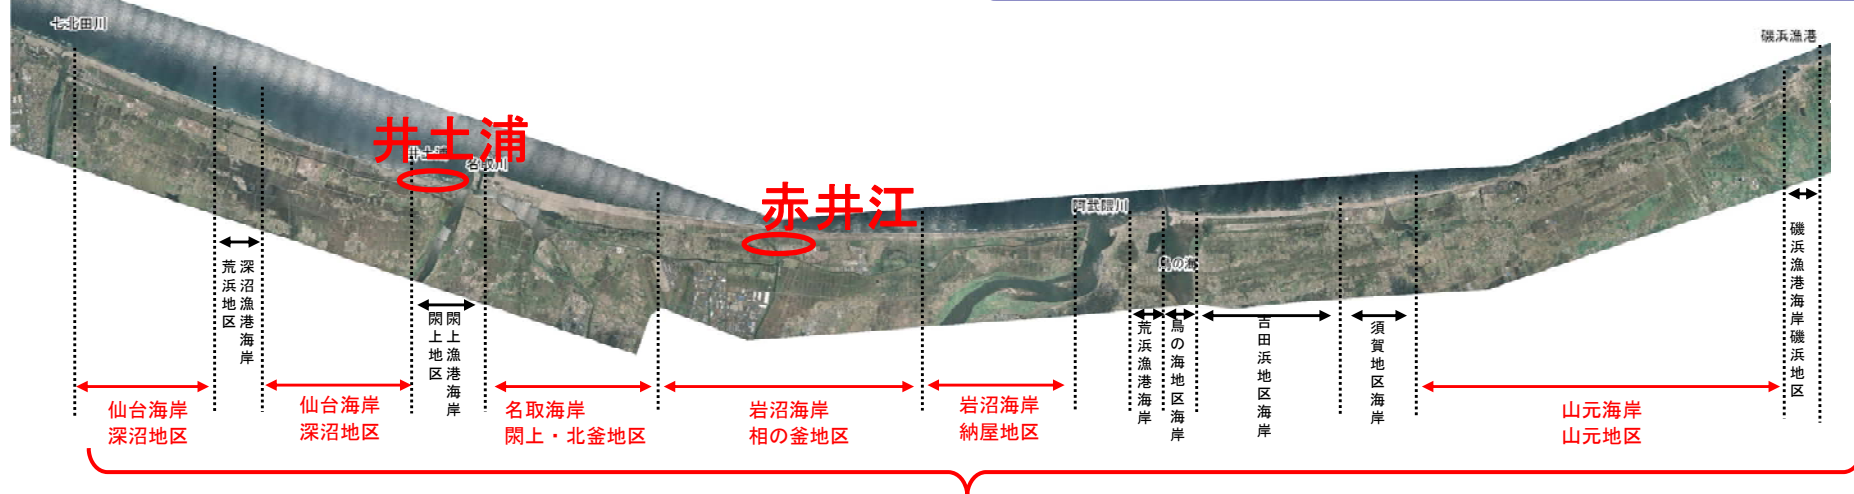 七北田川
磯浜漁港
井土浦
井土浦
名取川
赤井江
阿武隈川
鳥の海
深沼漁港海岸
荒浜地区
閖上漁港海岸
閖上地区
荒浜漁港海岸
鳥の海地区海岸
吉田浜地区海岸
須賀地区海岸
磯浜漁港海岸磯浜地区
仙台海岸
深沼地区
仙台海岸
深沼地区
名取海岸
閖上・北釜地区
岩沼海岸
相の釜地区
岩沼海岸
納屋地区
山元海岸
山元地区